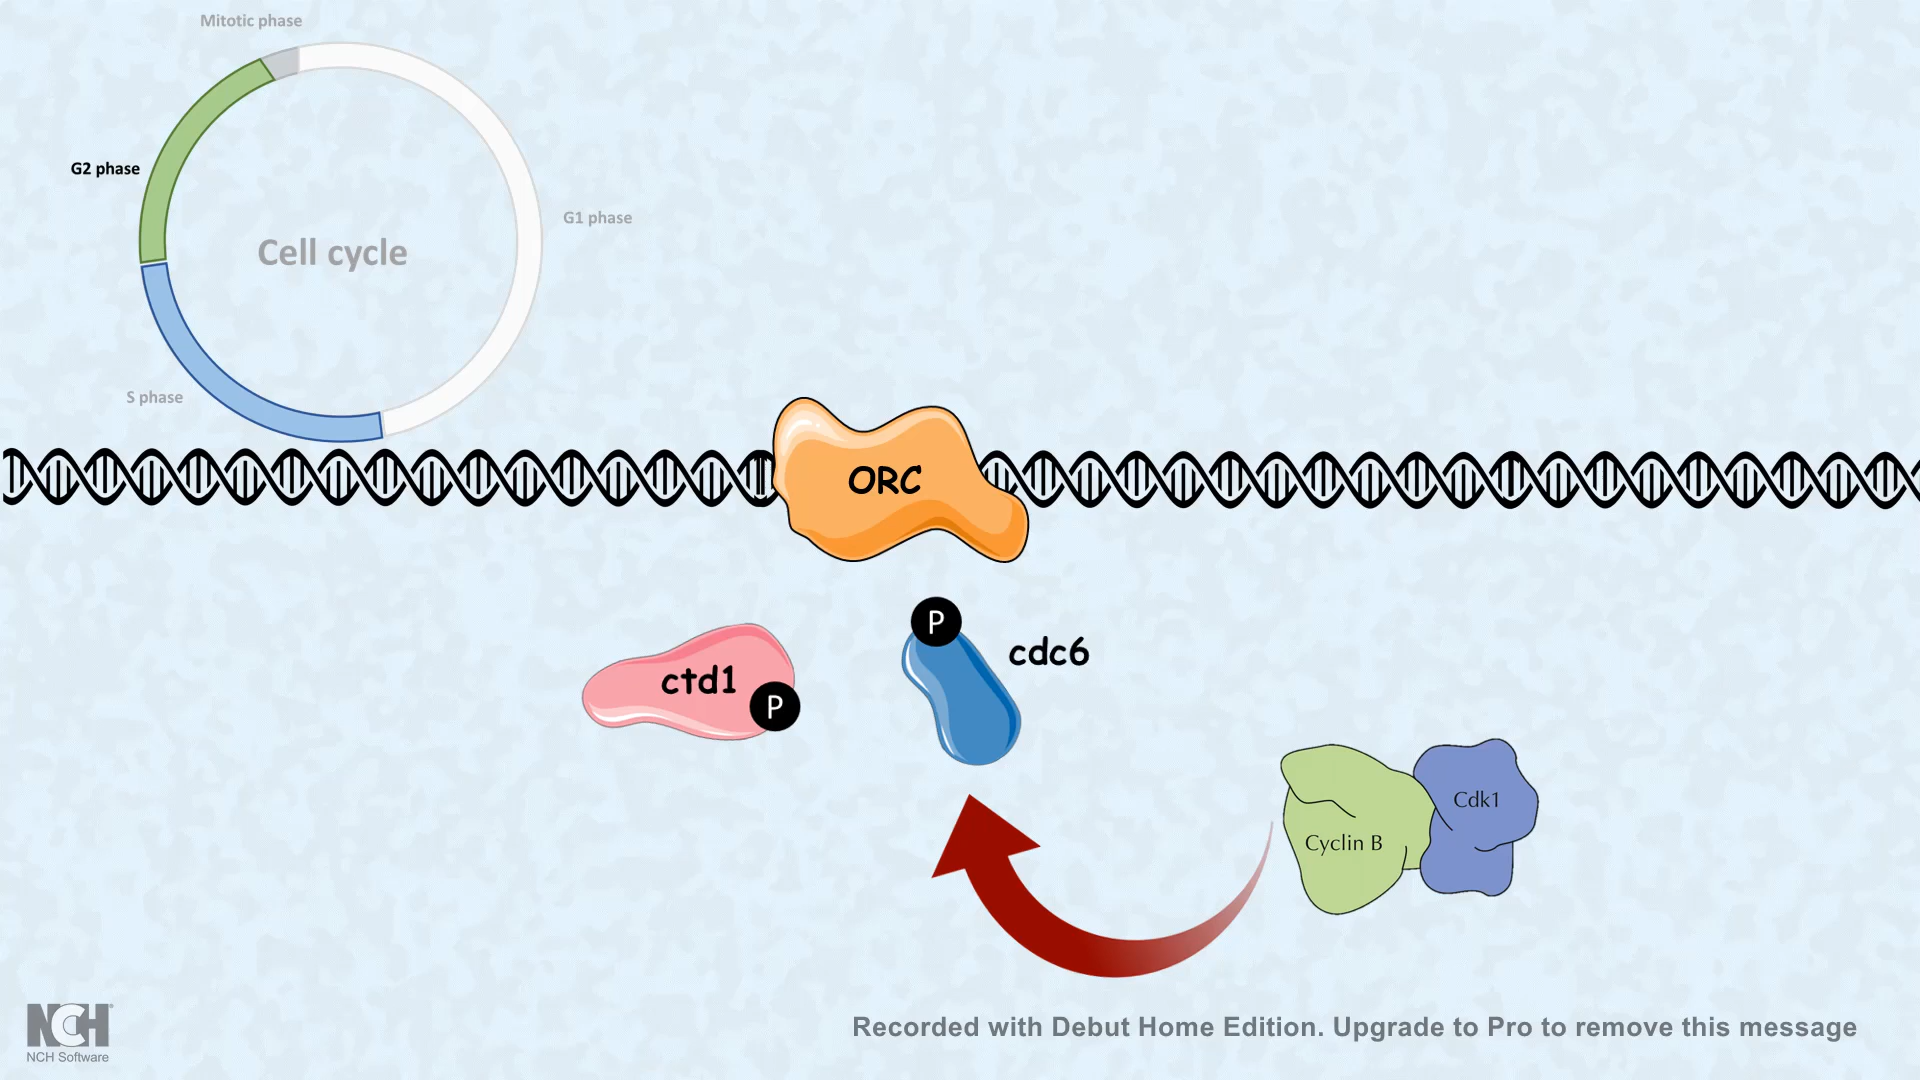 Mitotic phase
G2 phase
G1 phase
Cell cycle
S phase
ORC
P
cdc6
ctd1
P
Cdk1
Cyclin B
NCH
NCH Software
Recorded with Debut Home Edition. Upgrade to Pro to remove this message